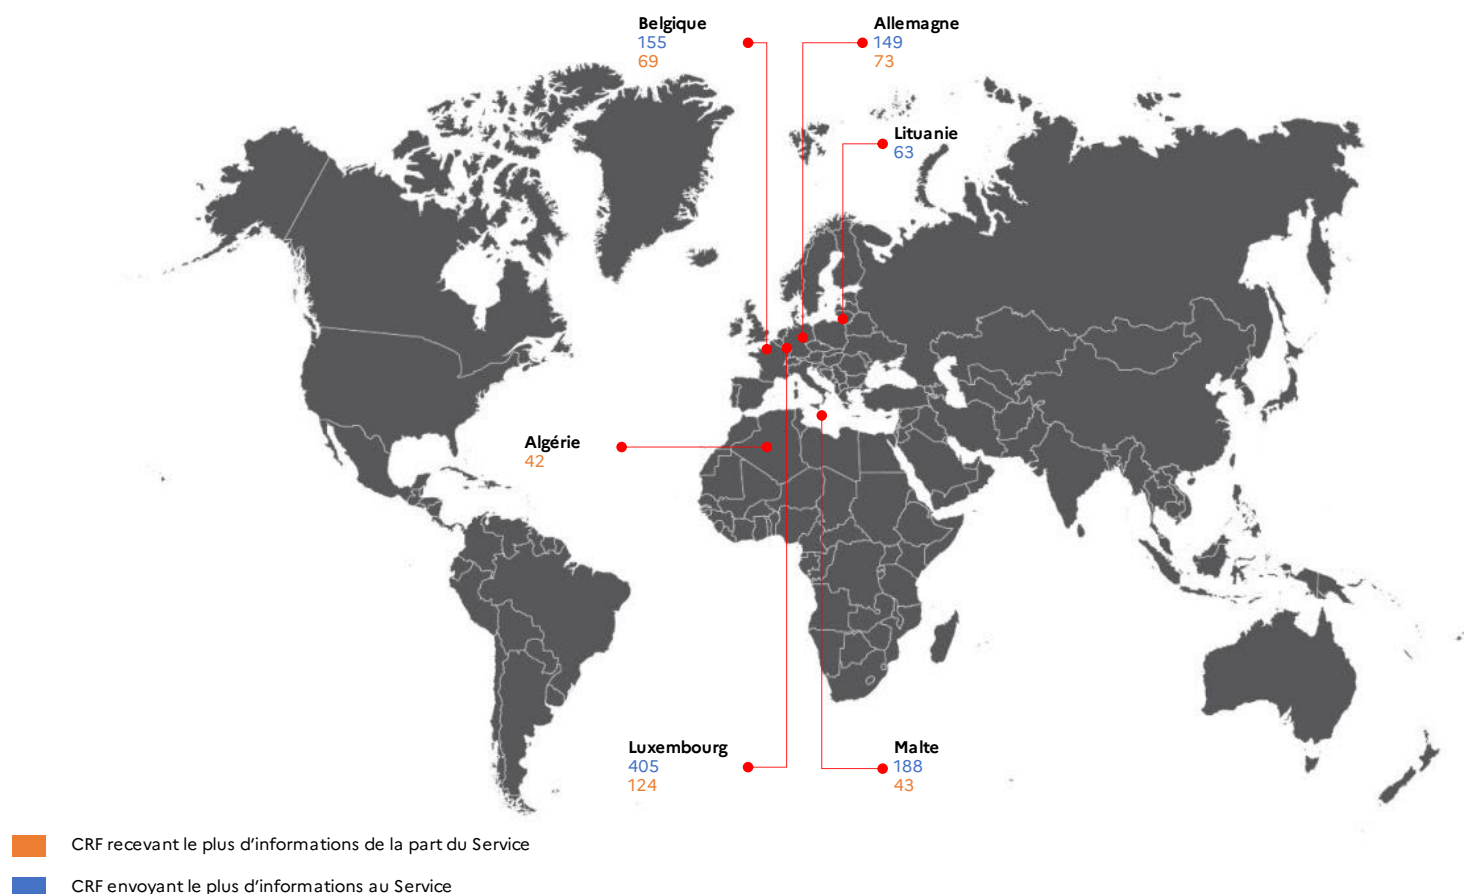 Belgique
155
69
Allemagne
149
73
Lituanie
63
Algérie
42
Luxembourg
405
124
Malte
188
43
CRF recevant le plus d’informations de la part du Service
CRF envoyant le plus d’informations au Service